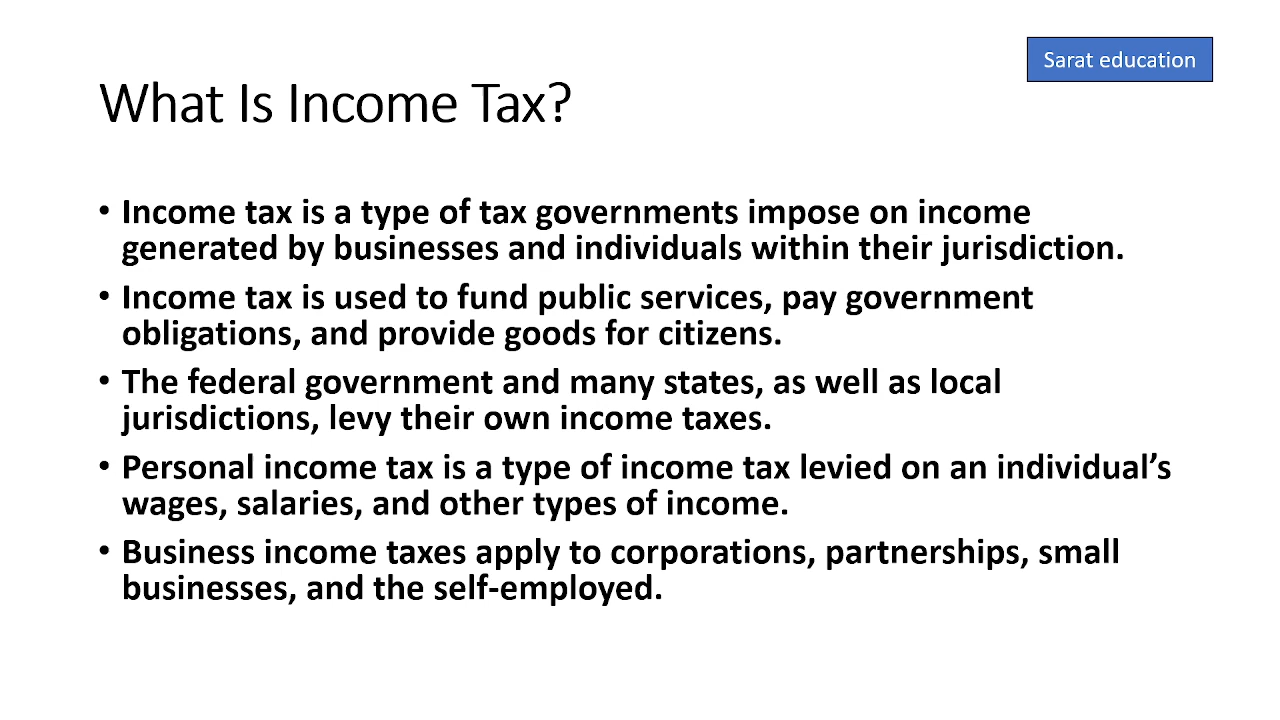 Sarat education
What Is Income Tax?
• Income tax is a type of tax governments impose on income
generated by businesses and individuals within their jurisdiction.
• Income tax is used to fund public services, pay government
obligations, and provide goods for citizens.
• The federal government and many states, as well as local
jurisdictions, levy their own income taxes.
• Personal income tax is a type of income tax levied on an individual’s
wages, salaries, and other types of income.
• Business income taxes apply to corporations, partnerships, small
businesses, and the self-employed.